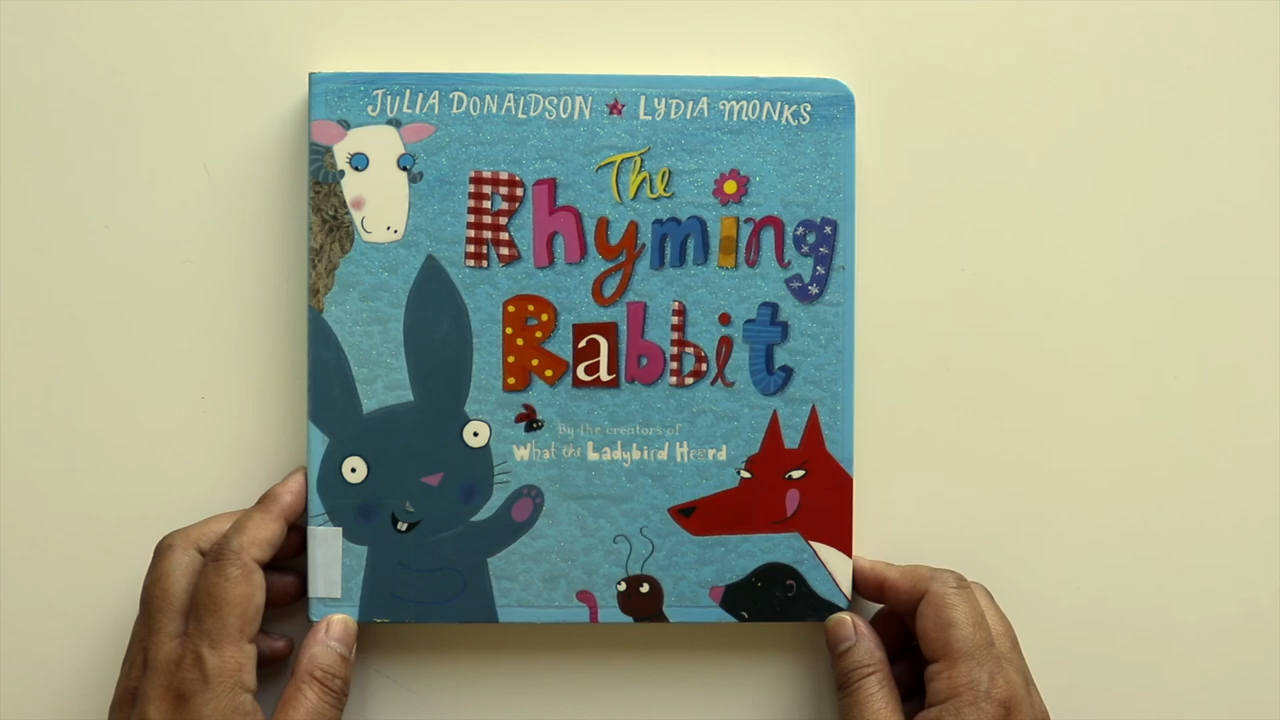 JULIA DONALDSON ★ LYDIA MONKS
The
Rhyming
Rabbit
By the creators of
What the Ladybird Heard